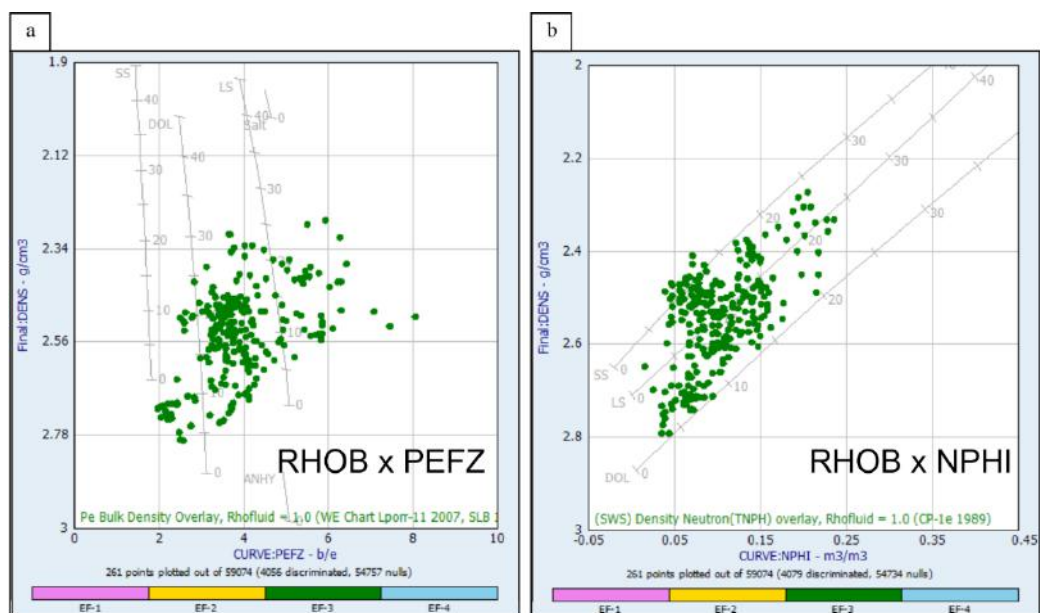 a
1.9
2.12
2.34
2.56
2.78
3
Final:DENS - g/cm3
SS
40
30
20
10
0
DOL
40
30
10
0
LS
40
30
10
0
Salt
0
ANHY
0
RHOB x PEFZ
Pe Bulk Density Overlay, Rhofluid = 1.0 (WE Chart Lporr-11 2007, SLB 1
0
2
4
6
8
10
CURVE:PEFZ - b/e
261 points plotted out of 59074 (4056 discriminated, 54757 nulls)
EF-1
EF-2
EF-3
EF-4
b
2
2.2
2.4
2.6
2.8
3
Final:DENS - g/cm3
SS
0
20
30
LS
0
20
30
40
DOL
0
10
20
30
RHOB x NPHI
(SWS) Density Neutron(TNPH) overlay, Rhofluid = 1.0 (CP-1e 1989)
-0.05
0.05
0.15
0.25
0.35
0.45
CURVE:NPHI - m3/m3
261 points plotted out of 59074 (4079 discriminated, 54734 nulls)
EF-1
EF-2
EF-3
EF-4